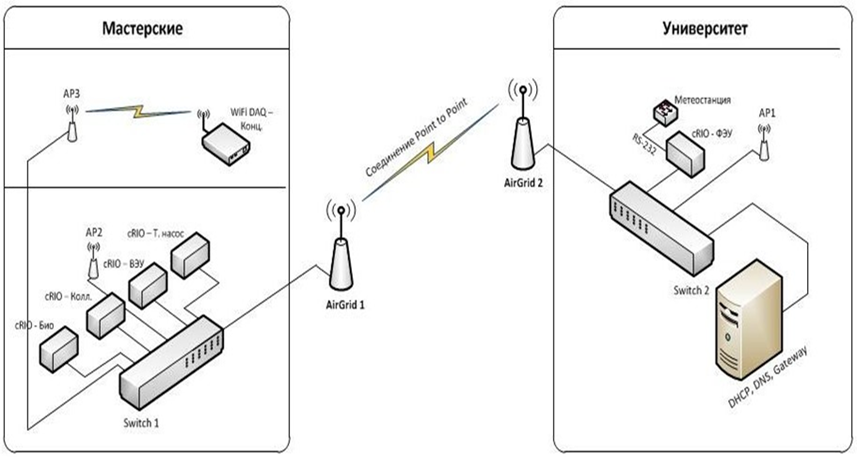 Мастерские
AP3
WiFi DAQ –
Конц.
AP2
cRIO – Т. насос
cRIO – ВЭУ
cRIO – Колл.
cRIO - Био
Switch 1
AirGrid 1
Соединение Point to Point
AirGrid 2
Университет
Метеостанция
AP1
RS-232
cRIO - ФЭУ
Switch 2
DHCP, DNS, Gateway